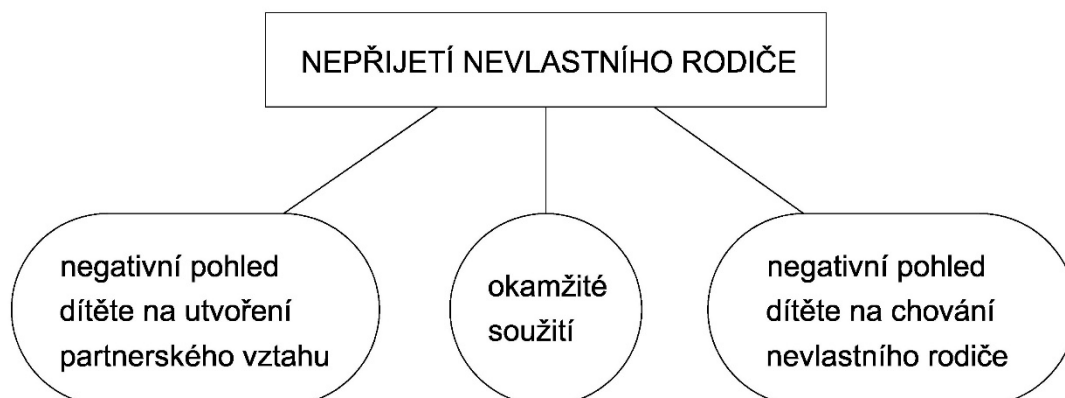 NEPŘIJETÍ NEVLASTNÍHO RODIČE
negativní pohled
dítěte na utvoření
partnerského vztahu
okamžité
soužití
negativní pohled
dítěte na chování
nevlastního rodiče